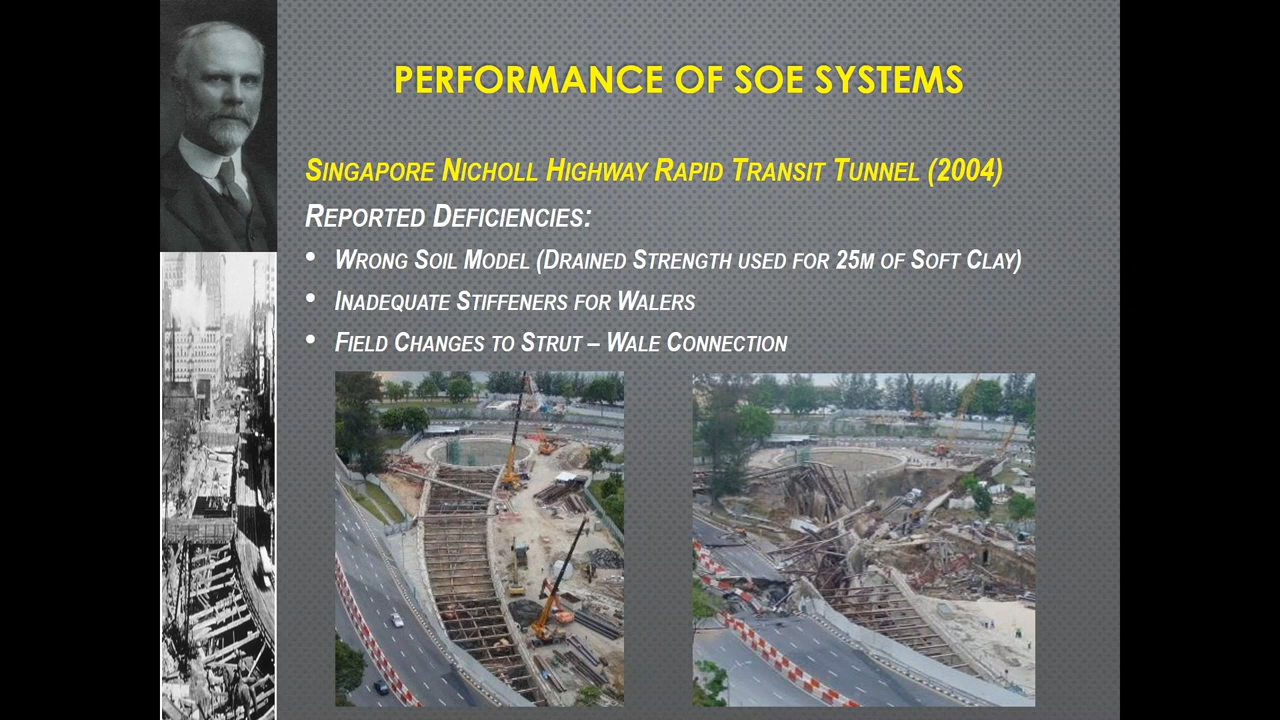 PERFORMANCE OF SOE SYSTEMS
SINGAPORE NICHOLL HIGHWAY RAPID TRANSIT TUNNEL (2004)
REPORTED DEFICIENCIES:
• WRONG SOIL MODEL (DRAINED STRENGTH USED FOR 25M OF SOFT CLAY)
• INADEQUATE STIFFENERS FOR WALERS
• FIELD CHANGES TO STRUT – WALE CONNECTION